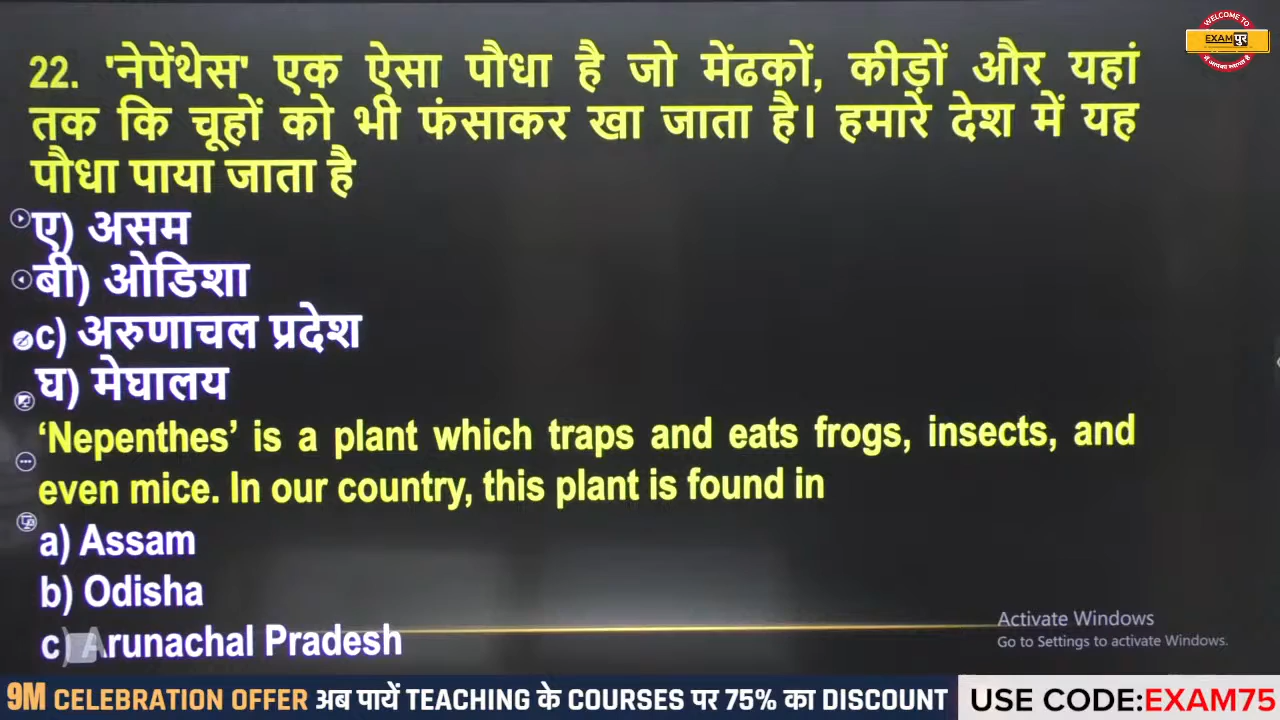 WELCOME TO
EXAMपुर
22. 'नेपेंथेस' एक ऐसा पौधा है जो मेंढकों, कीड़ों और यहां
तक कि चूहों को भी फंसाकर खा जाता है। हमारे देश में यह
पौधा पाया जाता है
ए) असम
बी) ओडिशा
c) अरुणाचल प्रदेश
घ) मेघालय
‘Nepenthes’ is a plant which traps and eats frogs, insects, and
even mice. In our country, this plant is found in
a) Assam
b) Odisha
c) Arunachal Pradesh
Activate Windows
Go to Settings to activate Windows.
9M CELEBRATION OFFER अब पायें TEACHING के COURSES पर 75% का DISCOUNT
USE CODE:EXAM75